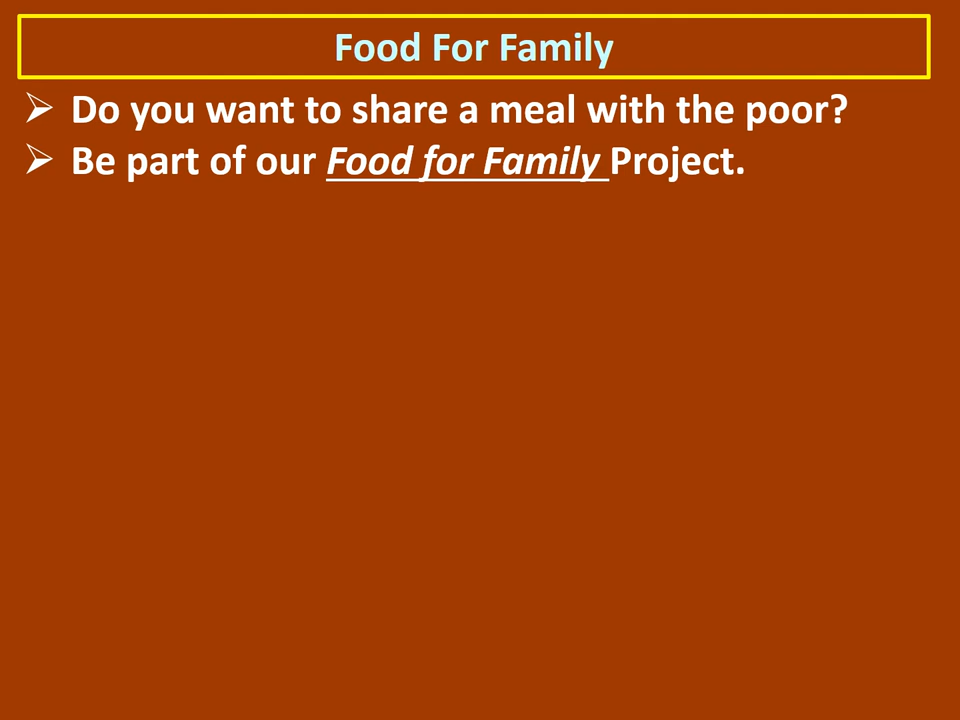 Food For Family
➢ Do you want to share a meal with the poor?
➢ Be part of our Food for Family Project.